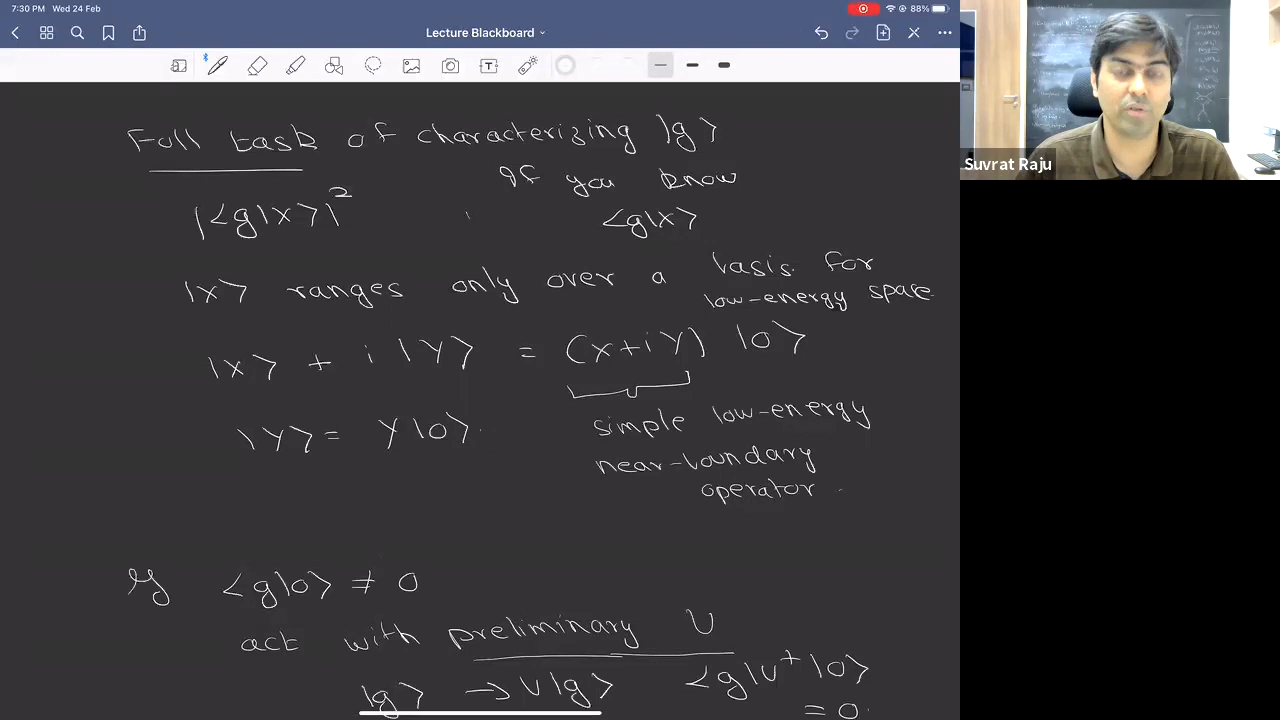 7:30 PM Wed 24 Feb
88%
Lecture Blackboard
Suvrat Raju
Full task of characterizing |g>
If you know
|<g|x>|²
<g|x>
|x> ranges only over a basis for
low-energy space.
|x> + i |Y> = (x+iY) |0>
simple low-energy
near-boundary
operator.
|Y> = Y|0>.
If <g|0> ≠ 0
act with preliminary U
|g> → U|g>
<g|U†|0>
= 0.